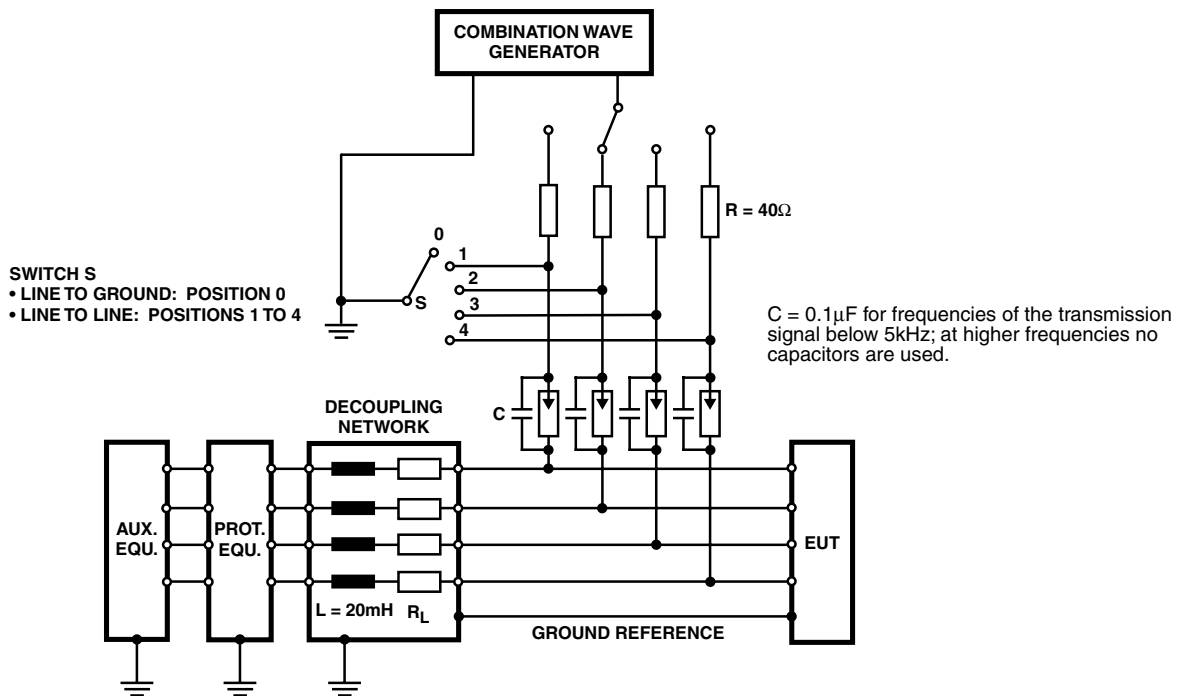 COMBINATION WAVE
GENERATOR
R = 40Ω
0
1
2
3
4
S
SWITCH S
• LINE TO GROUND: POSITION 0
• LINE TO LINE: POSITIONS 1 TO 4
C = 0.1µF for frequencies of the transmission
signal below 5kHz; at higher frequencies no
capacitors are used.
C
DECOUPLING
NETWORK
AUX.
EQU.
PROT.
EQU.
EUT
L = 20mH
RL
GROUND REFERENCE